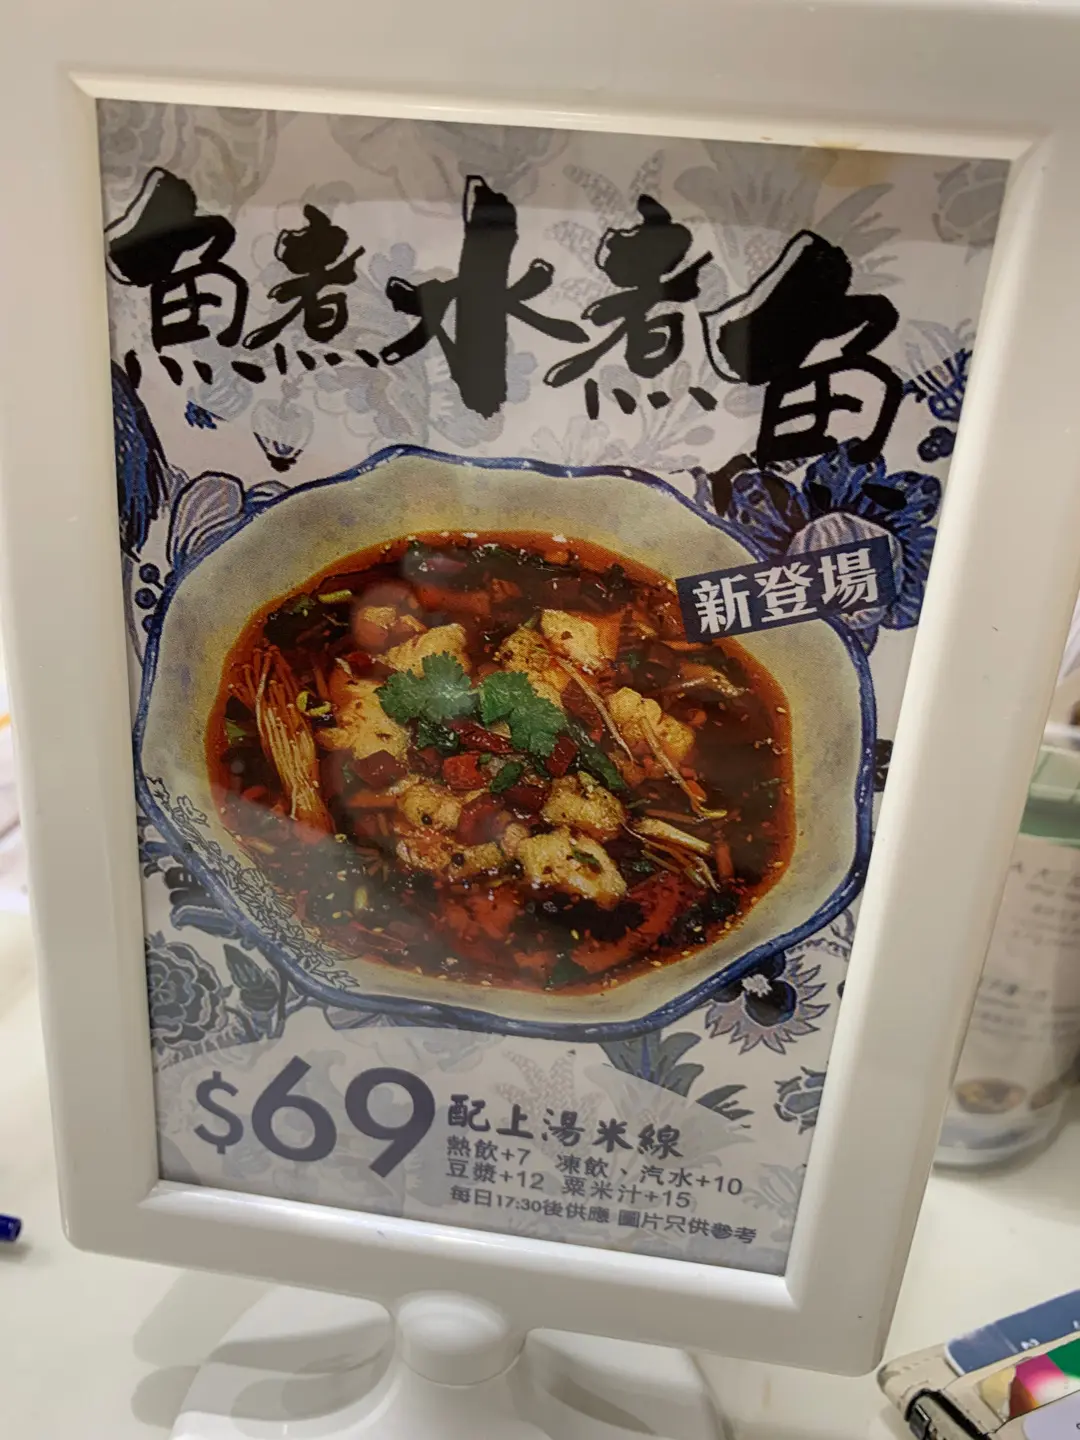 魚煮水煮魚
新登場
$69 配上湯米線
熱飲+7 凍飲、汽水+10
豆漿+12 粟米汁+15
每日17:30後供應 圖片只供參考